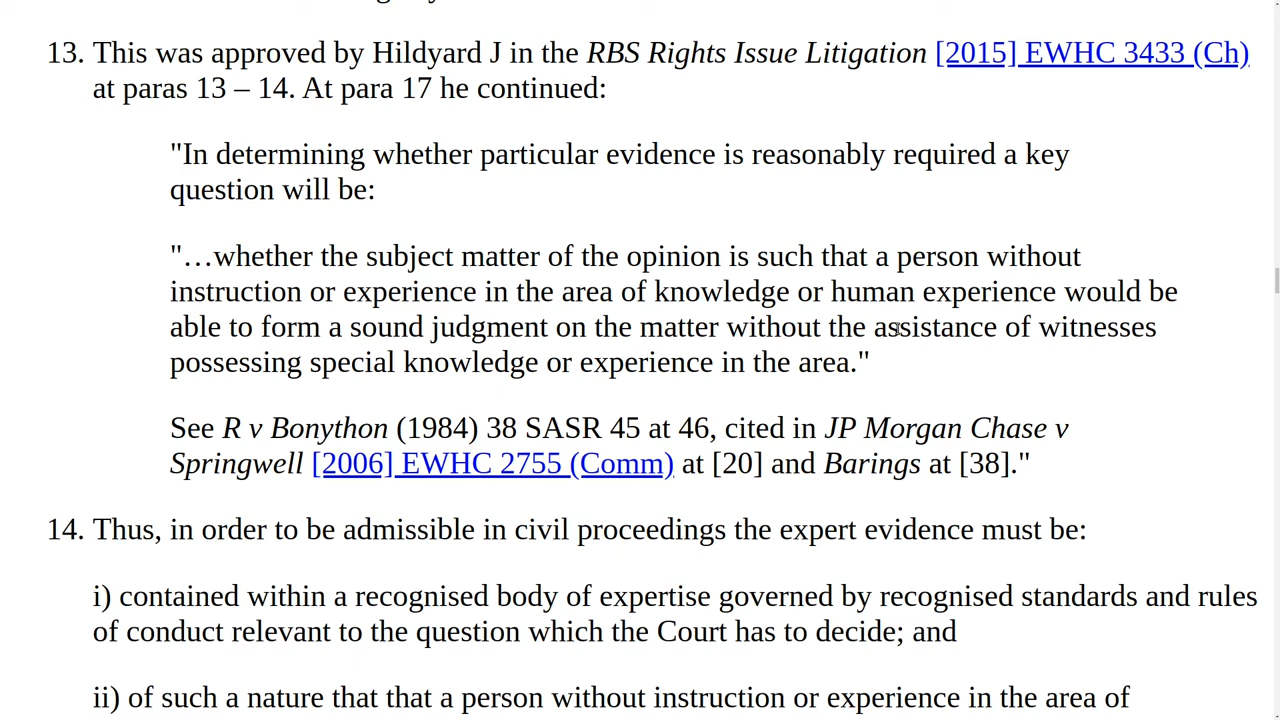 13. This was approved by Hildyard J in the RBS Rights Issue Litigation [2015] EWHC 3433 (Ch)
at paras 13 – 14. At para 17 he continued:
"In determining whether particular evidence is reasonably required a key
question will be:
"…whether the subject matter of the opinion is such that a person without
instruction or experience in the area of knowledge or human experience would be
able to form a sound judgment on the matter without the assistance of witnesses
possessing special knowledge or experience in the area."
See R v Bonython (1984) 38 SASR 45 at 46, cited in JP Morgan Chase v
Springwell [2006] EWHC 2755 (Comm) at [20] and Barings at [38]."
14. Thus, in order to be admissible in civil proceedings the expert evidence must be:
i) contained within a recognised body of expertise governed by recognised standards and rules
of conduct relevant to the question which the Court has to decide; and
ii) of such a nature that that a person without instruction or experience in the area of